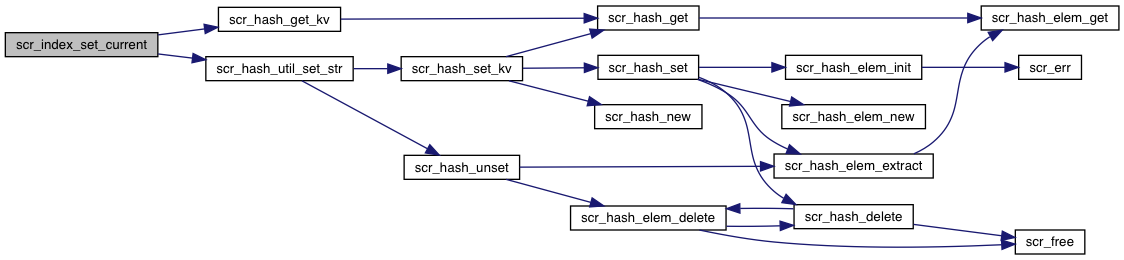 scr_index_set_current
scr_hash_get_kv
scr_hash_util_set_str
scr_hash_set_kv
scr_hash_unset
scr_hash_get
scr_hash_set
scr_hash_new
scr_hash_elem_delete
scr_hash_elem_init
scr_hash_elem_new
scr_hash_elem_extract
scr_hash_delete
scr_hash_elem_get
scr_err
scr_free